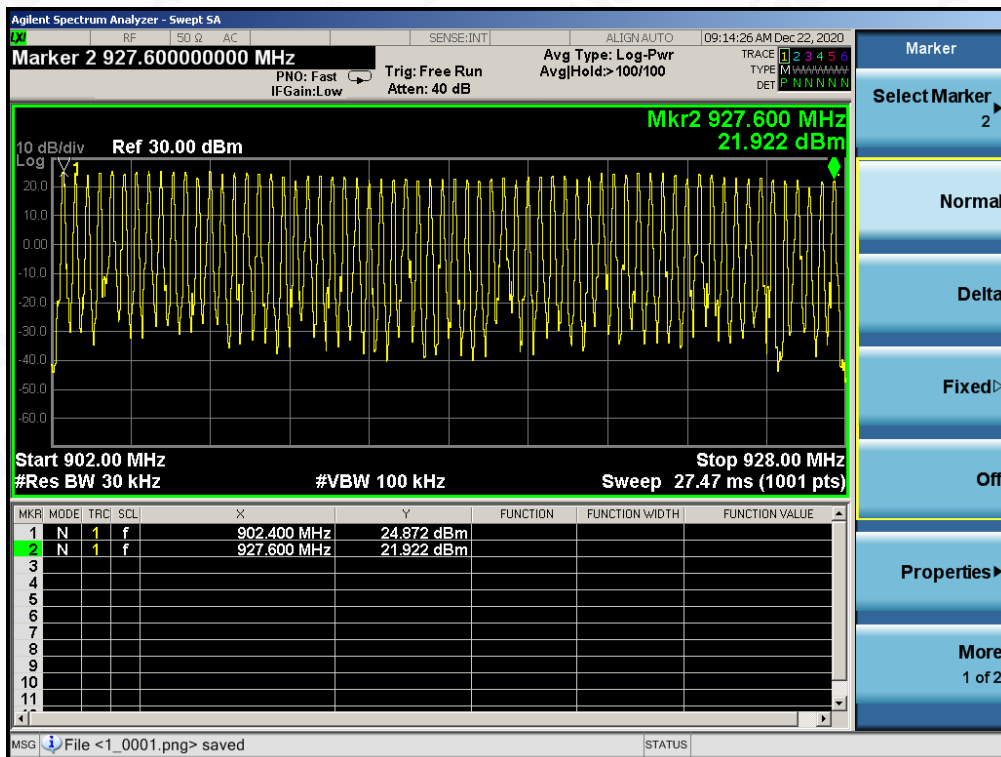 Agilent Spectrum Analyzer - Swept SA
LXI RF 50 Ω AC SENSE:INT ALIGN AUTO 09:14:26 AM Dec 22, 2020
Marker 2 927.600000000 MHz
PNO: Fast
IFGain:Low
Trig: Free Run
Atten: 40 dB
Avg Type: Log-Pwr
Avg|Hold:>100/100
TRACE 1 2 3 4 5 6
TYPE M
DET P N N N N N
Mkr2 927.600 MHz
21.922 dBm
10 dB/div Ref 30.00 dBm
Log
1
20.0
10.0
0.00
-10.0
-20.0
-30.0
-40.0
-50.0
-60.0
Start 902.00 MHz Stop 928.00 MHz
#Res BW 30 kHz #VBW 100 kHz Sweep 27.47 ms (1001 pts)
MKR MODE TRC SCL X Y FUNCTION FUNCTION WIDTH FUNCTION VALUE
1 N 1 f 902.400 MHz 24.872 dBm
2 N 1 f 927.600 MHz 21.922 dBm
3
4
5
6
7
8
9
10
11
MSG File <1_0001.png> saved STATUS
Marker
Select Marker
2
Normal
Delta
Fixed
Off
Properties
More
1 of 2